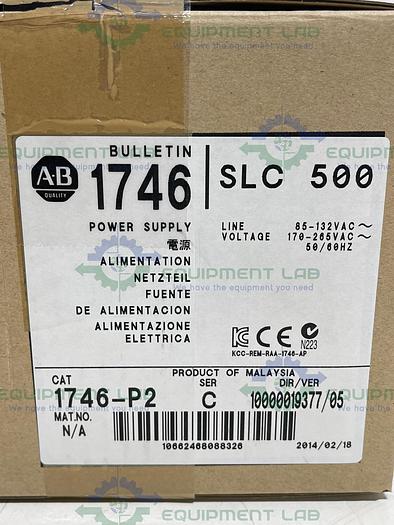 EQUIPMENT LAB
We have the equipment you need
A-B
QUALITY
BULLETIN
1746
SLC 500
POWER SUPPLY
電源
ALIMENTATION
NETZTEIL
FUENTE
DE ALIMENTACION
ALIMENTAZIONE
ELETTRICA
LINE VOLTAGE
85-132VAC ~
170-265VAC ~
50/60HZ
CE
N223
KCC-REM-RAA-1746-AP
PRODUCT OF MALAYSIA
CAT
1746-P2
SER
C
DIR/VER
10000019377/05
MAT.NO.
N/A
10662468088326
2014/02/18